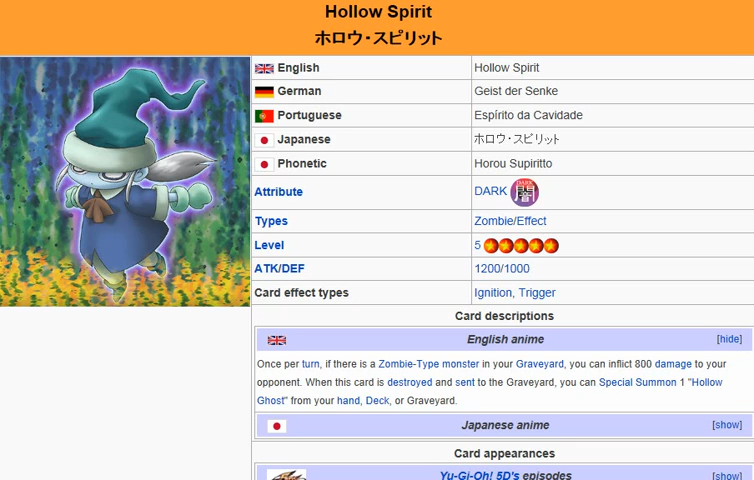 Hollow Spirit
ホロウ・スピリット
English Hollow Spirit
German Geist der Senke
Portuguese Espírito da Cavidade
Japanese ホロウ・スピリット
Phonetic Horou Supiritto
Attribute DARK DARK 闇
Types Zombie/Effect
Level 5
ATK/DEF 1200/1000
Card effect types Ignition, Trigger
Card descriptions
English anime [hide]
Once per turn, if there is a Zombie-Type monster in your Graveyard, you can inflict 800 damage to your
opponent. When this card is destroyed and sent to the Graveyard, you can Special Summon 1 "Hollow
Ghost" from your hand, Deck, or Graveyard.
Japanese anime [show]
Card appearances
Yu-Gi-Oh! 5D's episodes [show]